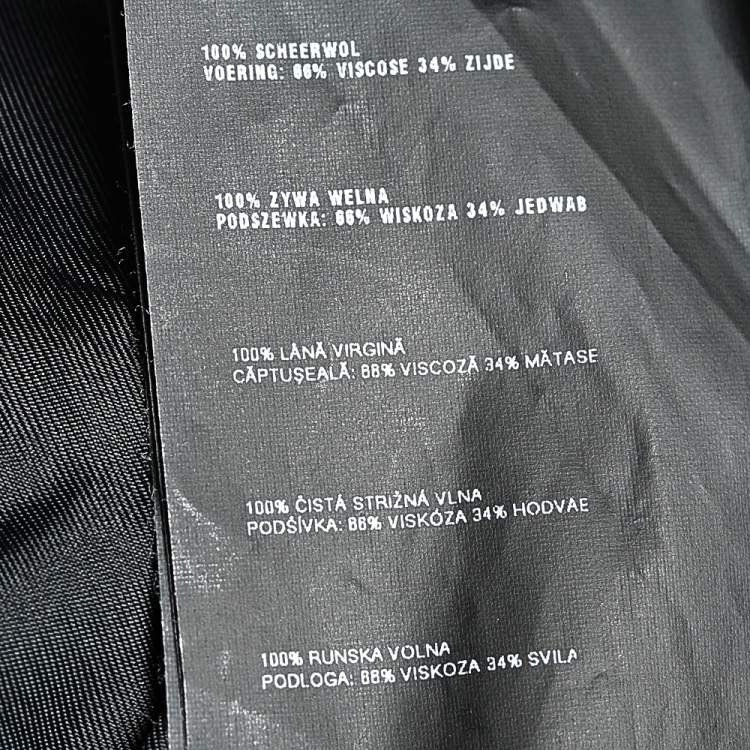 100% SCHEERWOL
VOERING: 66% VISCOSE 34% ZIJDE
100% ZYWA WELNA
PODSZEWKA: 66% WISKOZA 34% JEDWAB
100% LÂNĂ VIRGINĂ
CĂPTUŞEALĂ: 66% VISCOZĂ 34% MĂTASE
100% ČISTÁ STRIŽNÁ VLNA
PODŠÍVKA: 66% VISKÓZA 34% HODVAE
100% RUNSKA VOLNA
PODLOGA: 66% VISKOZA 34% SVILA